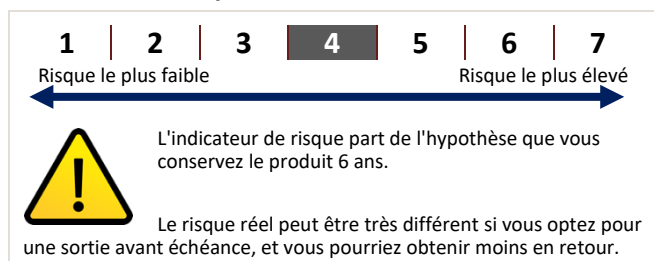 1 2 3 4 5 6 7
Risque le plus faible Risque le plus élevé
L'indicateur de risque part de l'hypothèse que vous
conservez le produit 6 ans.
Le risque réel peut être très différent si vous optez pour
une sortie avant échéance, et vous pourriez obtenir moins en retour.